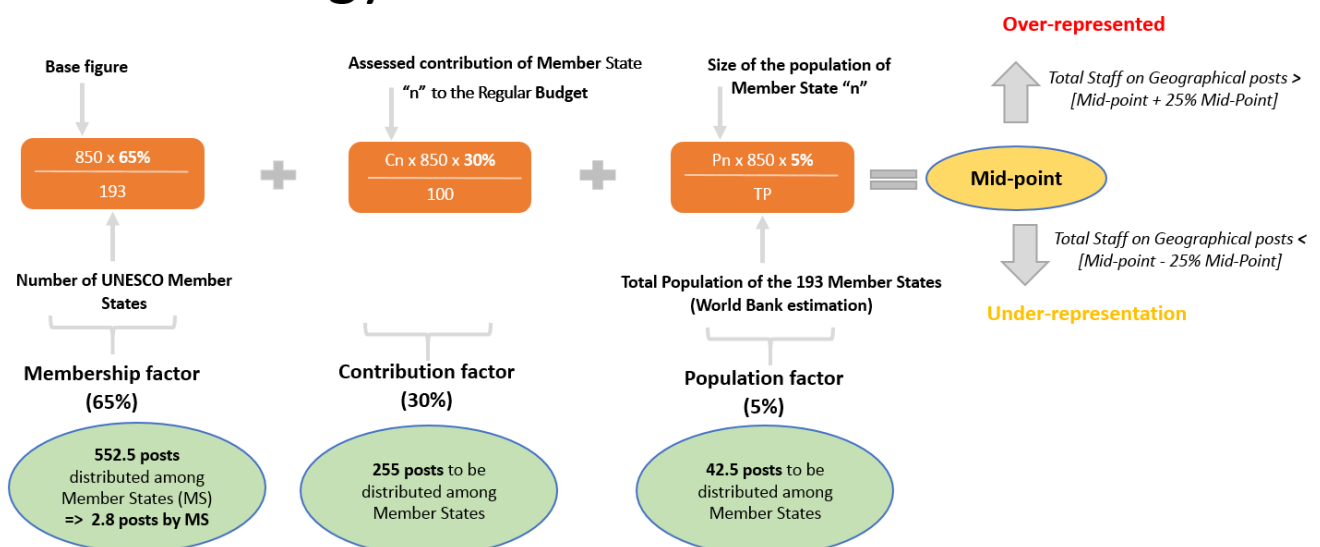 Over-represented
Base figure
Assessed contribution of Member State
“n” to the Regular Budget
Size of the population of
Member State “n”
Total Staff on Geographical posts >
[Mid-point + 25% Mid-Point]
850 x 65%
193
Cn x 850 x 30%
100
Pn x 850 x 5%
TP
Mid-point
Total Staff on Geographical posts <
[Mid-point - 25% Mid-Point]
Under-representation
Number of UNESCO Member
States
Total Population of the 193 Member States
(World Bank estimation)
Membership factor
(65%)
Contribution factor
(30%)
Population factor
(5%)
552.5 posts
distributed among
Member States (MS)
=> 2.8 posts by MS
255 posts to be
distributed among
Member States
42.5 posts to be
distributed among
Member States